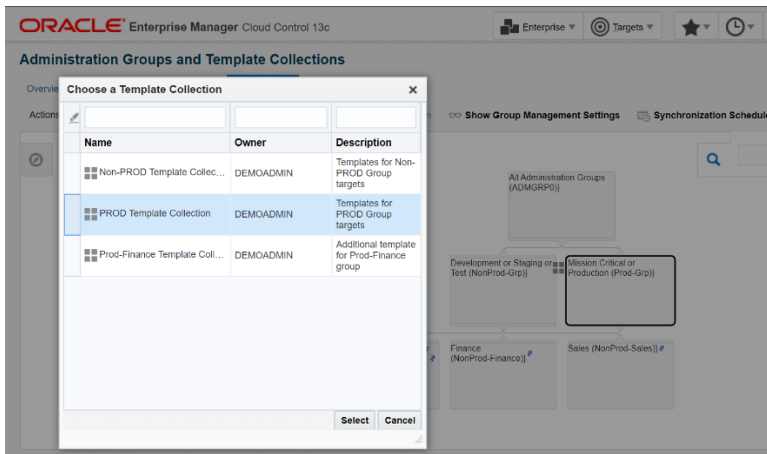 ORACLE Enterprise Manager Cloud Control 13c
Enterprise
Targets
Administration Groups and Template Collections
Overvie
Actions
Show Group Management Settings
Synchronization Schedule
Choose a Template Collection
Name Owner Description
Non-PROD Template Collec... DEMOADMIN Templates for Non-
PROD Group
targets
PROD Template Collection DEMOADMIN Templates for
PROD Group
targets
Prod-Finance Template Coll... DEMOADMIN Additional template
for Prod-Finance
group
Select Cancel
All Administration Groups
(ADMGRP0)]
Development or Staging or
Test (NonProd-Grp)]
Mission Critical or
Production (Prod-Grp)]
Finance
(NonProd-Finance)]
Sales (NonProd-Sales)]